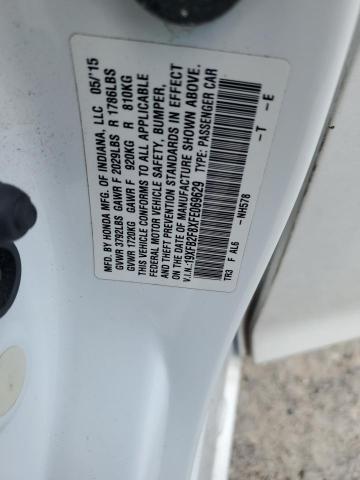 MFD. BY HONDA MFG. OF INDIANA, LLC 05/'15
GVWR 3792LBS GAWR F 2029LBS R 1786LBS
GVWR 1720KG GAWR F 920KG R 810KG
THIS VEHICLE CONFORMS TO ALL APPLICABLE
FEDERAL MOTOR VEHICLE SAFETY, BUMPER,
AND THEFT PREVENTION STANDARDS IN EFFECT
ON THE DATE OF MANUFACTURE SHOWN ABOVE.
V.I.N.:19XFB2F8XFE069629 TYPE: PASSENGER CAR
TR3 F AL6 -NH578 -T -E